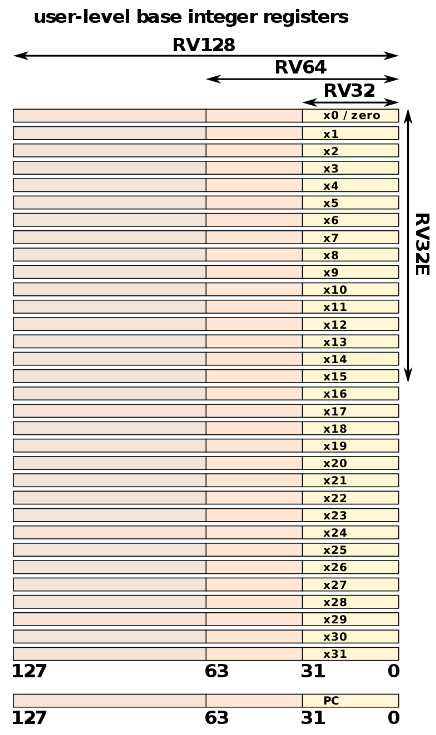 user-level base integer registers
RV128
RV64
RV32
x0 / zero
x1
x2
x3
x4
x5
x6
x7
x8
x9
x10
x11
x12
x13
x14
x15
x16
x17
x18
x19
x20
x21
x22
x23
x24
x25
x26
x27
x28
x29
x30
x31
RV32E
127 63 31 0
PC
127 63 31 0